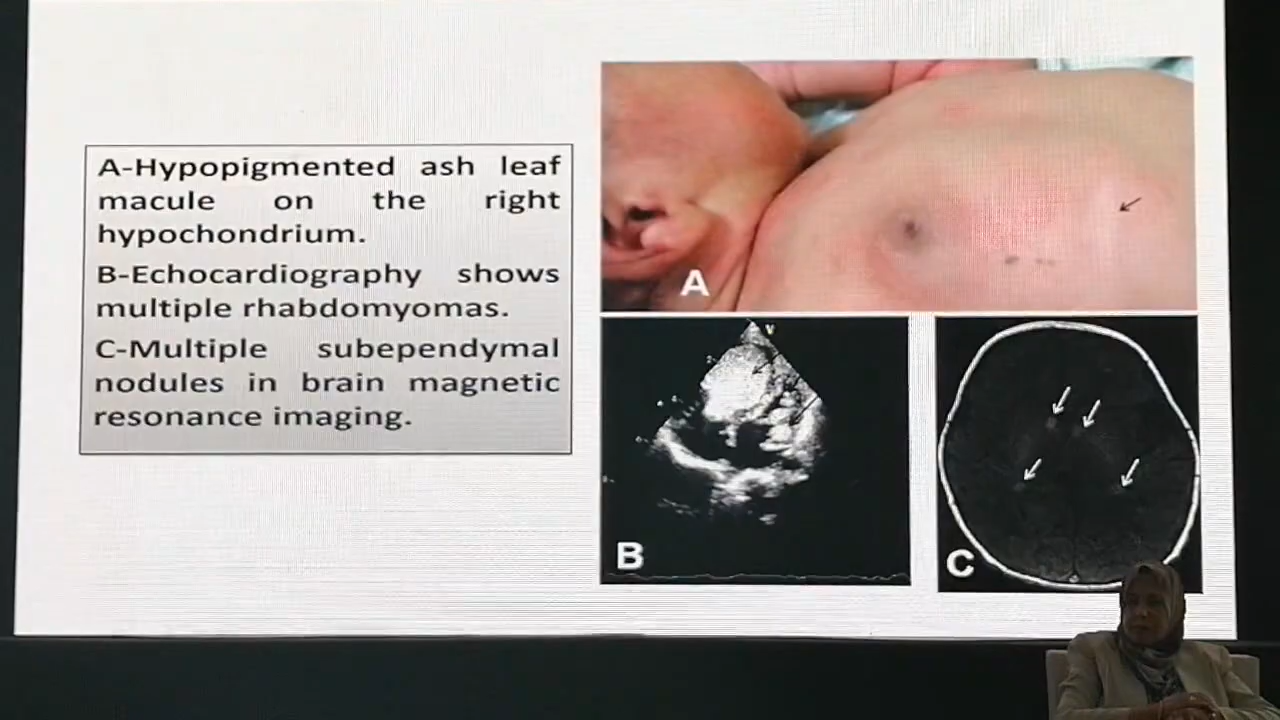 A-Hypopigmented ash leaf
macule on the right
hypochondrium.
B-Echocardiography shows
multiple rhabdomyomas.
C-Multiple subependymal
nodules in brain magnetic
resonance imaging.
A
V
B
C